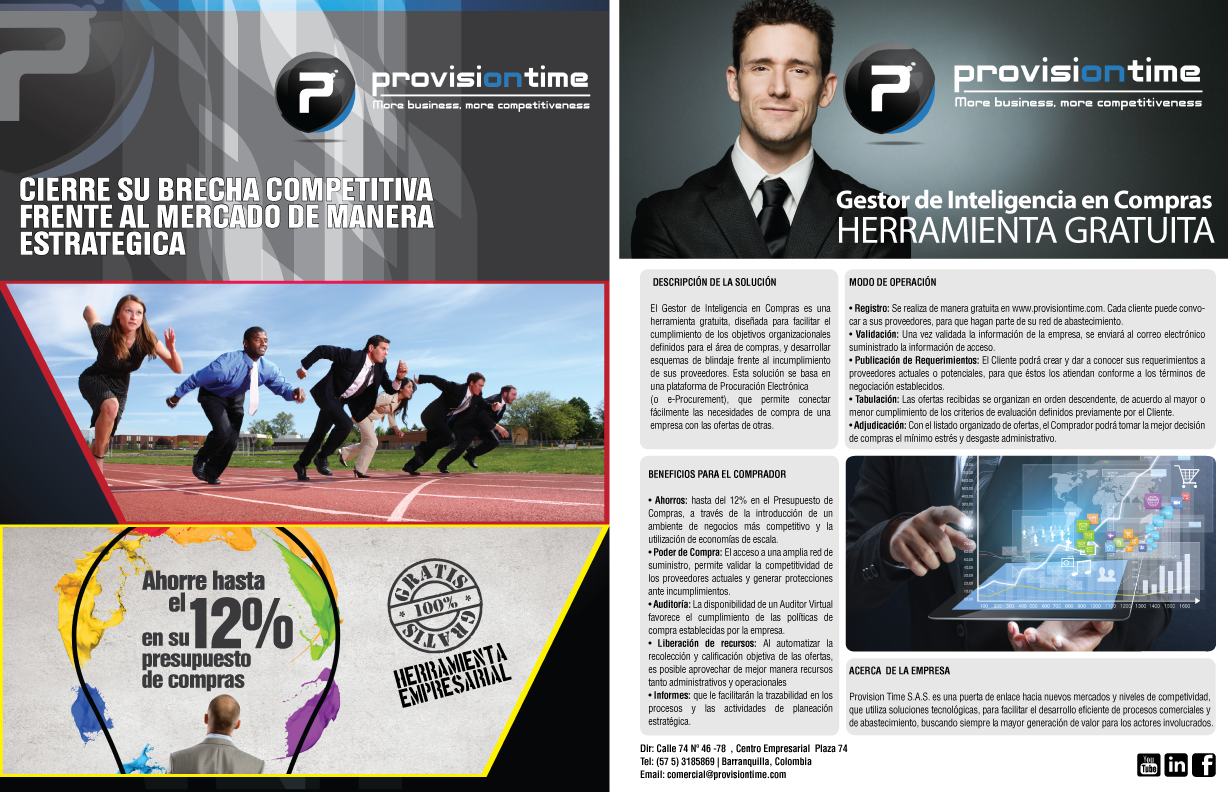 provisiontime
More business, more competitiveness
CIERRE SU BRECHA COMPETITIVA
FRENTE AL MERCADO DE MANERA
ESTRATEGICA
Ahorre hasta
el 12%
en su
presupuesto
de compras
GRATIS
* 100% *
GRATIS
HERRAMIENTA
EMPRESARIAL
provisiontime
More business, more competitiveness
Gestor de Inteligencia en Compras
HERRAMIENTA GRATUITA
DESCRIPCIÓN DE LA SOLUCIÓN
El Gestor de Inteligencia en Compras es una
herramienta gratuita, diseñada para facilitar el
cumplimiento de los objetivos organizacionales
definidos para el área de compras, y desarrollar
esquemas de blindaje frente al incumplimiento
de sus proveedores. Esta solución se basa en
una plataforma de Procuración Electrónica
(o e-Procurement), que permite conectar
fácilmente las necesidades de compra de una
empresa con las ofertas de otras.
MODO DE OPERACIÓN
• Registro: Se realiza de manera gratuita en www.provisiontime.com. Cada cliente puede convo-
car a sus proveedores, para que hagan parte de su red de abastecimiento.
• Validación: Una vez validada la información de la empresa, se enviará al correo electrónico
suministrado la información de acceso.
• Publicación de Requerimientos: El Cliente podrá crear y dar a conocer sus requerimientos a
proveedores actuales o potenciales, para que éstos los atiendan conforme a los términos de
negociación establecidos.
• Tabulación: Las ofertas recibidas se organizan en orden descendente, de acuerdo al mayor o
menor cumplimiento de los criterios de evaluación definidos previamente por el Cliente.
• Adjudicación: Con el listado organizado de ofertas, el Comprador podrá tomar la mejor decisión
de compras el mínimo estrés y desgaste administrativo.
BENEFICIOS PARA EL COMPRADOR
• Ahorros: hasta del 12% en el Presupuesto de
Compras, a través de la introducción de un
ambiente de negocios más competitivo y la
utilización de economías de escala.
• Poder de Compra: El acceso a una amplia red de
suministro, permite validar la competitividad de
los proveedores actuales y generar protecciones
ante incumplimientos.
• Auditoría: La disponibilidad de un Auditor Virtual
favorece el cumplimiento de las políticas de
compra establecidas por la empresa.
• Liberación de recursos: Al automatizar la
recolección y calificación objetiva de las ofertas,
es posible aprovechar de mejor manera recursos
tanto administrativos y operacionales
• Informes: que le facilitarán la trazabilidad en los
procesos y las actividades de planeación
estratégica.
100 200 300 400 500 600 700 800 900 1000 1100 1200 1300 1400 1500 1600
ACERCA DE LA EMPRESA
Provision Time S.A.S. es una puerta de enlace hacia nuevos mercados y niveles de competividad,
que utiliza soluciones tecnológicas, para facilitar el desarrollo eficiente de procesos comerciales y
de abastecimiento, buscando siempre la mayor generación de valor para los actores involucrados.
Dir: Calle 74 Nº 46 -78 , Centro Empresarial Plaza 74
Tel: (57 5) 3185869 | Barranquilla, Colombia
Email: comercial@provisiontime.com
You Tube in f